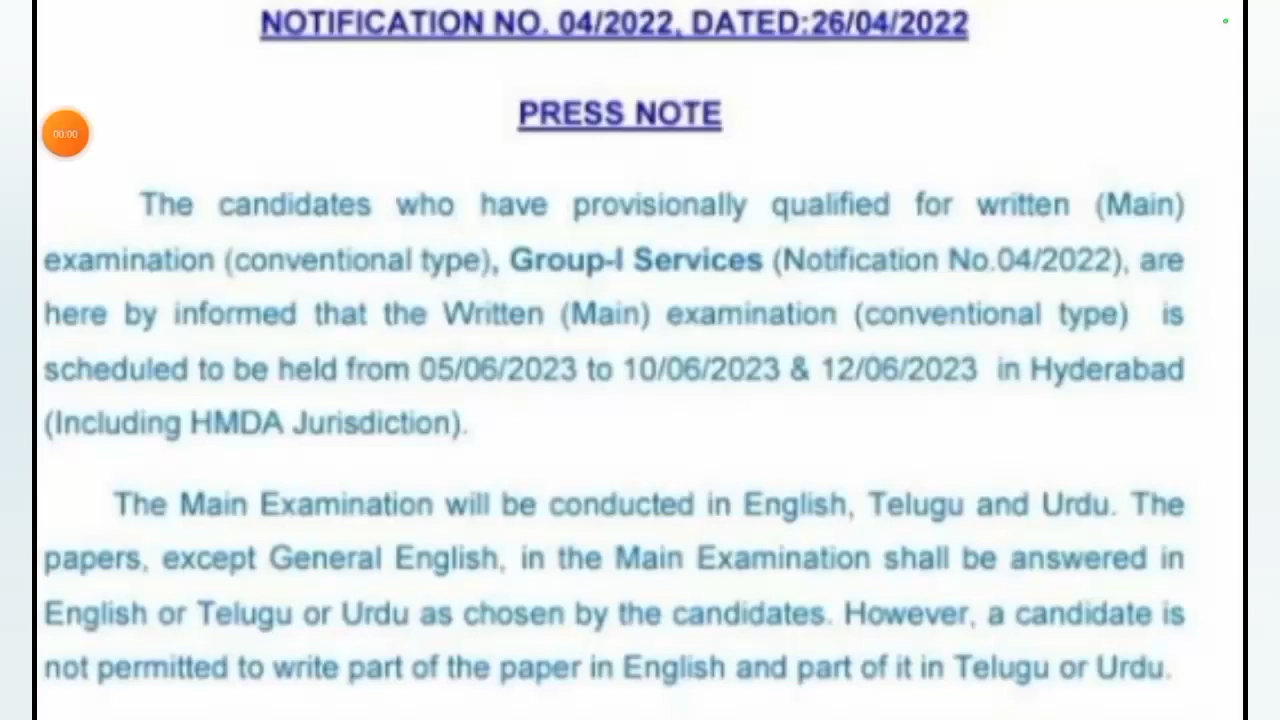 NOTIFICATION NO. 04/2022, DATED:26/04/2022
PRESS NOTE
00:00
The candidates who have provisionally qualified for written (Main)
examination (conventional type), Group-I Services (Notification No.04/2022), are
here by informed that the Written (Main) examination (conventional type) is
scheduled to be held from 05/06/2023 to 10/06/2023 & 12/06/2023 in Hyderabad
(Including HMDA Jurisdiction).
The Main Examination will be conducted in English, Telugu and Urdu. The
papers, except General English, in the Main Examination shall be answered in
English or Telugu or Urdu as chosen by the candidates. However, a candidate is
not permitted to write part of the paper in English and part of it in Telugu or Urdu.